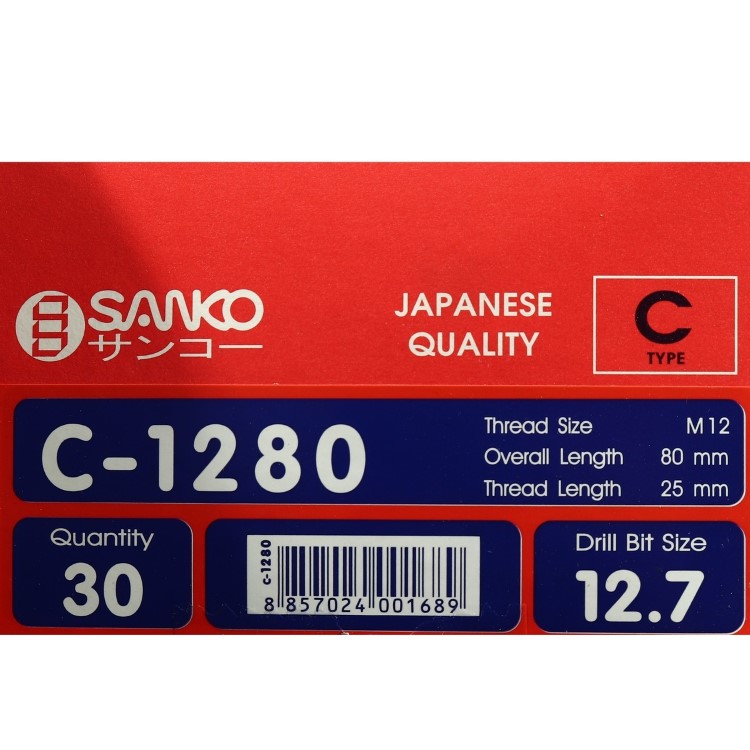 SANKO
サンコー
JAPANESE
QUALITY
C
TYPE
C-1280
Thread Size M12
Overall Length 80 mm
Thread Length 25 mm
Quantity
30
c-1280
8 857024 001689
Drill Bit Size
12.7